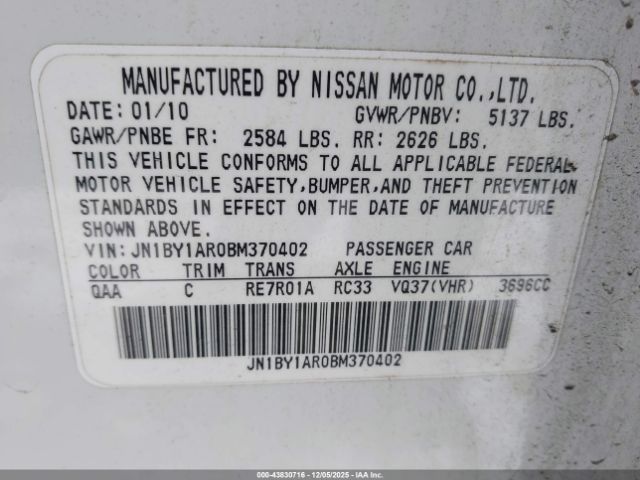 MANUFACTURED BY NISSAN MOTOR CO.,LTD.
DATE: 01/10 GVWR/PNBV: 5137 LBS.
GAWR/PNBE FR: 2584 LBS. RR: 2626 LBS.
THIS VEHICLE CONFORMS TO ALL APPLICABLE FEDERAL
MOTOR VEHICLE SAFETY,BUMPER,AND THEFT PREVENTION
STANDARDS IN EFFECT ON THE DATE OF MANUFACTURE
SHOWN ABOVE.
VIN: JN1BY1AR0BM370402 PASSENGER CAR
COLOR TRIM TRANS AXLE ENGINE
QAA C RE7R01A RC33 VQ37(VHR) 3696CC
JN1BY1AR0BM370402
000-43830716 - 12/05/2025 - IAAI.com